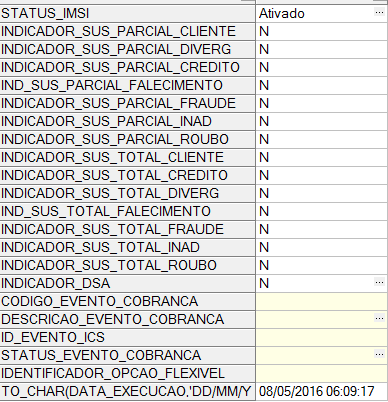 STATUS_IMSI Ativado ...
INDICADOR_SUS_PARCIAL_CLIENTE N
INDICADOR_SUS_PARCIAL_DIVERG N
INDICADOR_SUS_PARCIAL_CREDITO N
IND_SUS_PARCIAL_FALECIMENTO N
INDICADOR_SUS_PARCIAL_FRAUDE N
INDICADOR_SUS_PARCIAL_INAD N
INDICADOR_SUS_PARCIAL_ROUBO N
INDICADOR_SUS_TOTAL_CLIENTE N
INDICADOR_SUS_TOTAL_CREDITO N
INDICADOR_SUS_TOTAL_DIVERG N
IND_SUS_TOTAL_FALECIMENTO N
INDICADOR_SUS_TOTAL_FRAUDE N
INDICADOR_SUS_TOTAL_INAD N
INDICADOR_SUS_TOTAL_ROUBO N
INDICADOR_DSA N ...
CODIGO_EVENTO_COBRANCA
DESCRICAO_EVENTO_COBRANCA ...
ID_EVENTO_ICS
STATUS_EVENTO_COBRANCA ...
IDENTIFICADOR_OPCAO_FLEXIVEL
TO_CHAR(DATA_EXECUCAO,'DD/MM/Y 08/05/2016 06:09:17